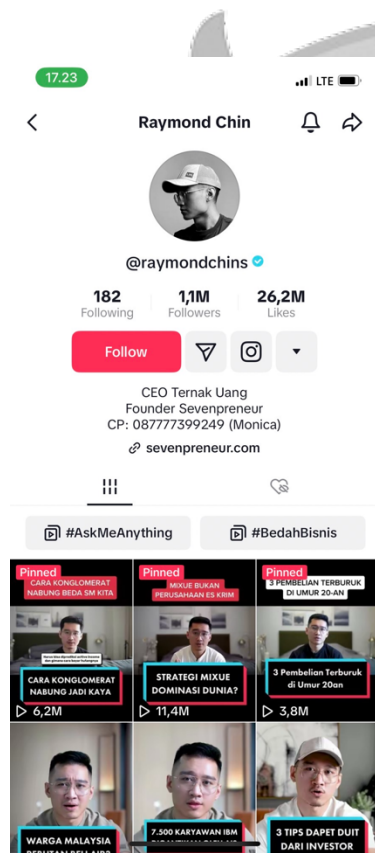 17.23
LTE
Raymond Chin
@raymondchins
182
Following
1,1M
Followers
26,2M
Likes
Follow
CEO Ternak Uang
Founder Sevenpreneur
CP: 087777399249 (Monica)
sevenpreneur.com
#AskMeAnything
#BedahBisnis
Pinned
CARA KONGLOMERAT
NABUNG BEDA SM KITA
CARA KONGLOMERAT
NABUNG JADI KAYA
6,2M
Pinned
MIXUE BUKAN
PERUSAHAAN ES KRIM
STRATEGI MIXUE
DOMINASI DUNIA?
11,4M
Pinned
3 PEMBELIAN TERBURUK
DI UMUR 20-AN
3 Pembelian Terburuk
di Umur 20an
3,8M
WARGA MALAYSIA
7.500 KARYAWAN IBM
3 TIPS DAPET DUIT
DARI INVESTOR